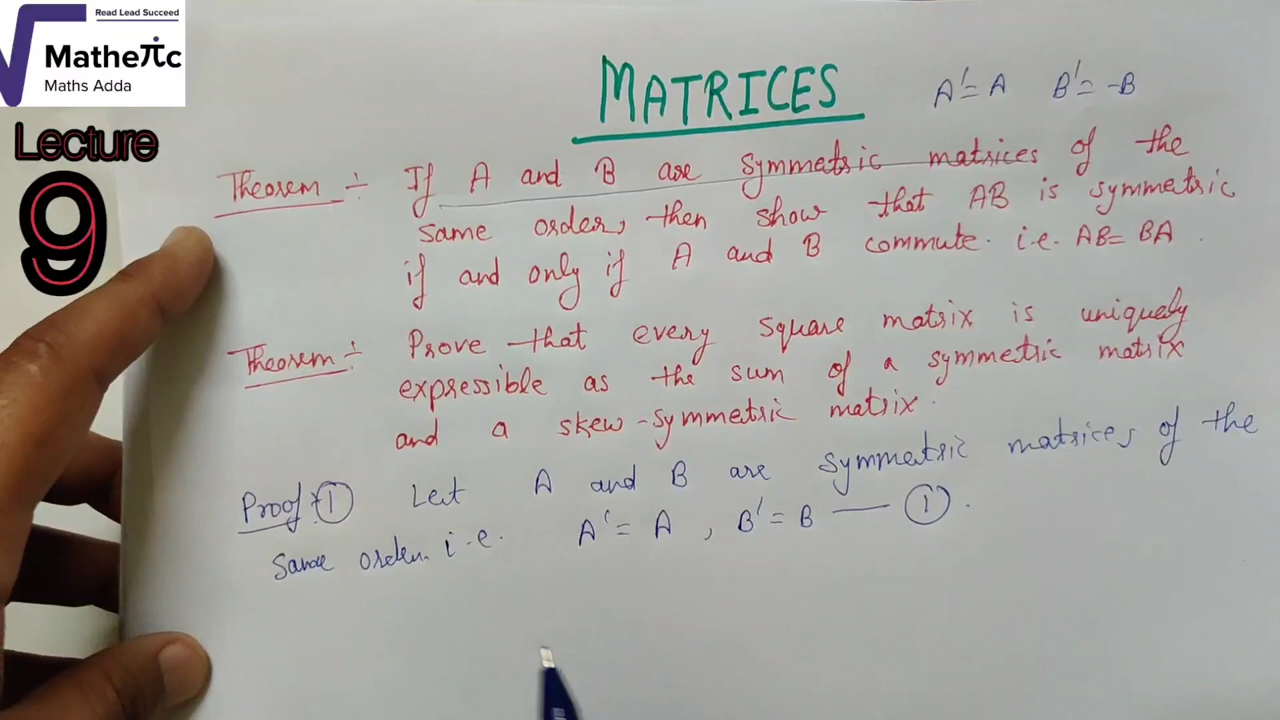 Read Lead Succeed
Matheπc
Maths Adda
Lecture
9
MATRICES
A' = A B' = -B
Theorem :- If A and B are symmetric matrices of the
same order, then show that AB is symmetric
if and only if A and B commute. i.e. AB = BA.
Theorem :- Prove that every square matrix is uniquely
expressible as the sum of a symmetric matrix
and a skew-symmetric matrix.
Proof :- ① Let A and B are symmetric matrices of the
same order. i.e. A' = A, B' = B — ①.